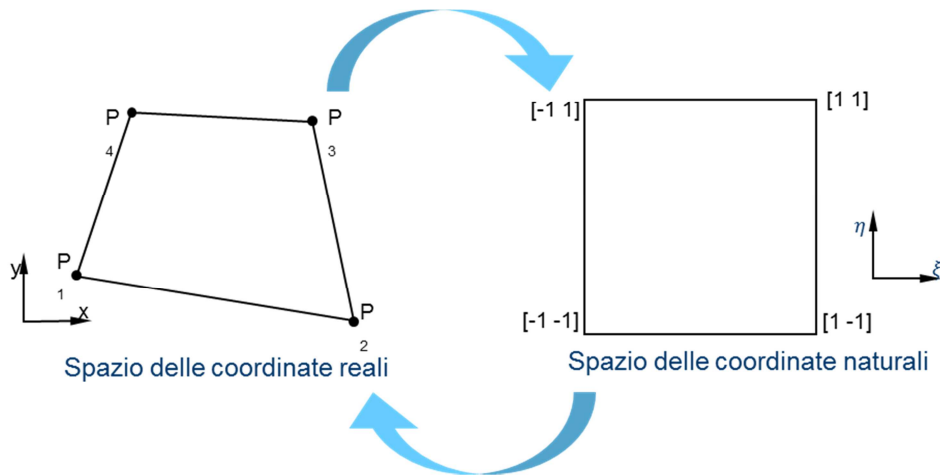 P
4
P
3
P
1
P
2
y
x
Spazio delle coordinate reali
[-1 1]
[1 1]
[-1 -1]
[1 -1]
η
ξ
Spazio delle coordinate naturali